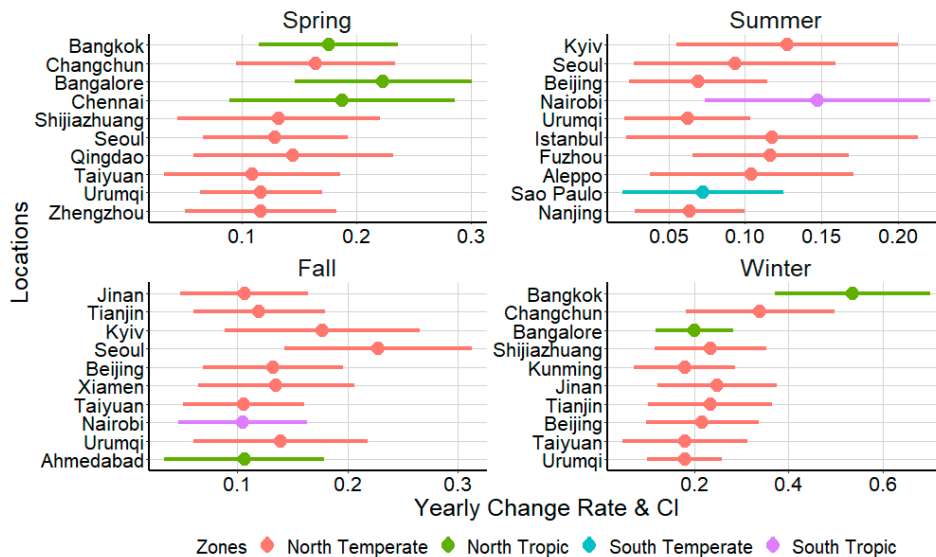 Spring
Bangkok
Changchun
Bangalore
Chennai
Shijiazhuang
Seoul
Qingdao
Taiyuan
Urumqi
Zhengzhou
0.1 0.2 0.3
Summer
Kyiv
Seoul
Beijing
Nairobi
Urumqi
Istanbul
Fuzhou
Aleppo
Sao Paulo
Nanjing
0.05 0.10 0.15 0.20
Locations
Fall
Jinan
Tianjin
Kyiv
Seoul
Beijing
Xiamen
Taiyuan
Nairobi
Urumqi
Ahmedabad
0.1 0.2 0.3
Winter
Bangkok
Changchun
Bangalore
Shijiazhuang
Kunming
Jinan
Tianjin
Beijing
Taiyuan
Urumqi
0.2 0.4 0.6
Yearly Change Rate & CI
Zones North Temperate North Tropic South Temperate South Tropic